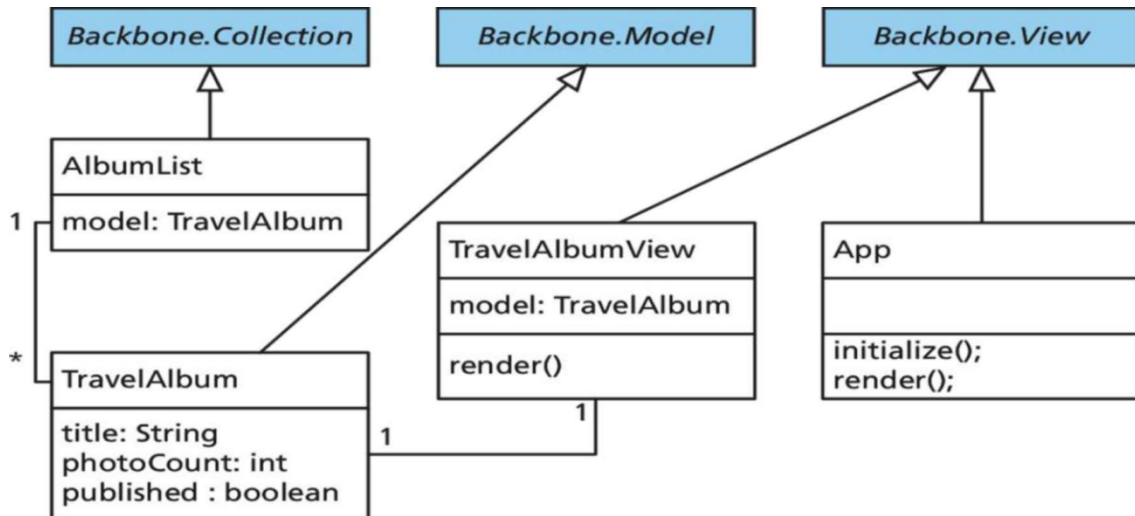 Backbone.Collection
Backbone.Model
Backbone.View
AlbumList
model: TravelAlbum
1
*
TravelAlbum
title: String
photoCount: int
published : boolean
1
TravelAlbumView
model: TravelAlbum
render()
1
App
initialize();
render();